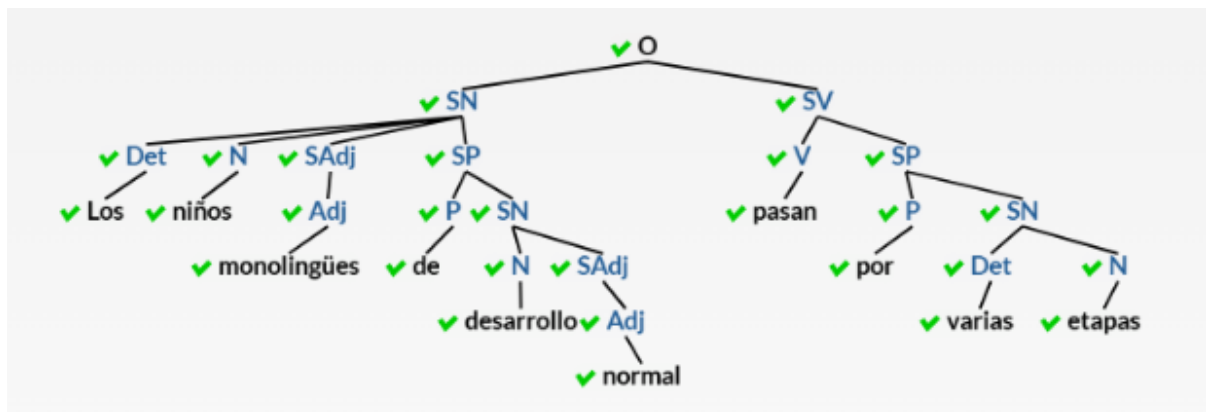 O
SN SV
Det N SAdj SP V SP
Los niños Adj P SN pasan P SN
monolingües de N SAdj por Det N
desarrollo Adj varias etapas
normal